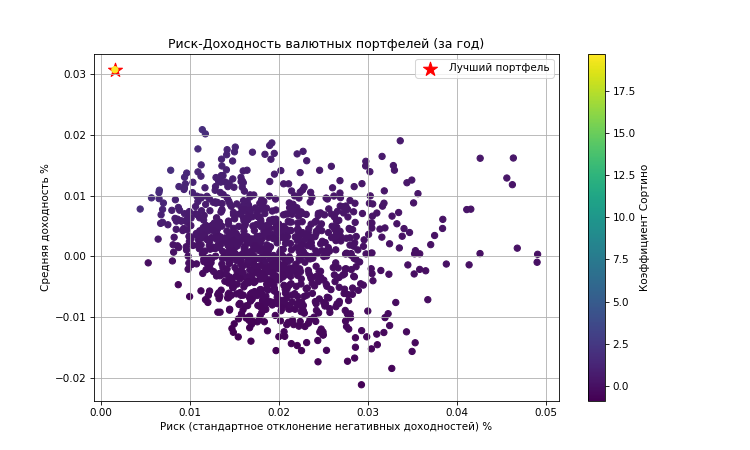 Риск-Доходность валютных портфелей (за год)
Лучший портфель
Средняя доходность %
0.03
0.02
0.01
0.00
−0.01
−0.02
0.00 0.01 0.02 0.03 0.04 0.05
Риск (стандартное отклонение негативных доходностей) %
17.5
15.0
12.5
10.0
7.5
5.0
2.5
0.0
Коэффициент Сортино